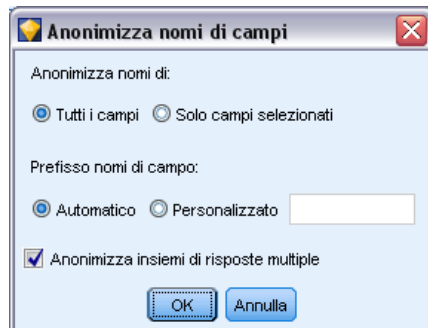 Anonimizza nomi di campi
Anonimizza nomi di:
Tutti i campi Solo campi selezionati
Prefisso nomi di campo:
Automatico Personalizzato
Anonimizza insiemi di risposte multiple
OK Annulla